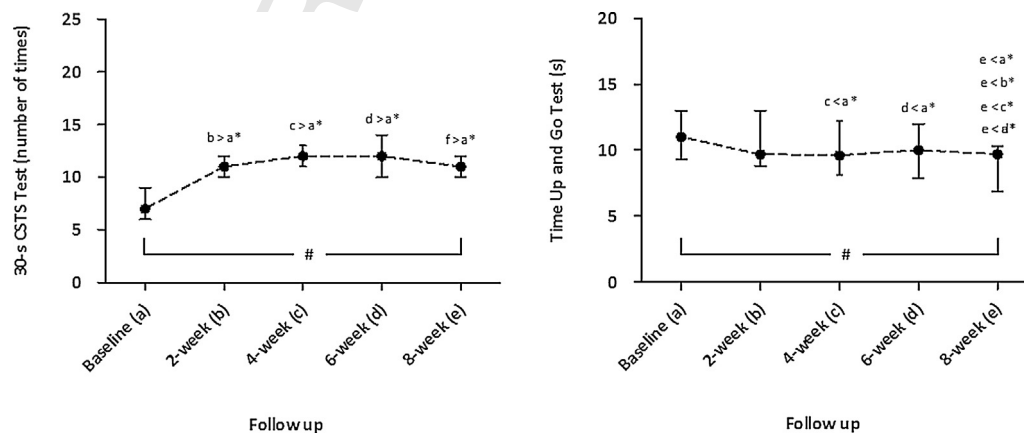 30-s CSTS Test (number of times)
25
20
15
10
5
0
b > a*
c > a*
d > a*
f > a*
#
Baseline (a)
2-week (b)
4-week (c)
6-week (d)
8-week (e)
Follow up
Time Up and Go Test (s)
20
15
10
5
0
c < a*
d < a*
e < a*
e < b*
e < c*
e < d*
#
Baseline (a)
2-week (b)
4-week (c)
6-week (d)
8-week (e)
Follow up